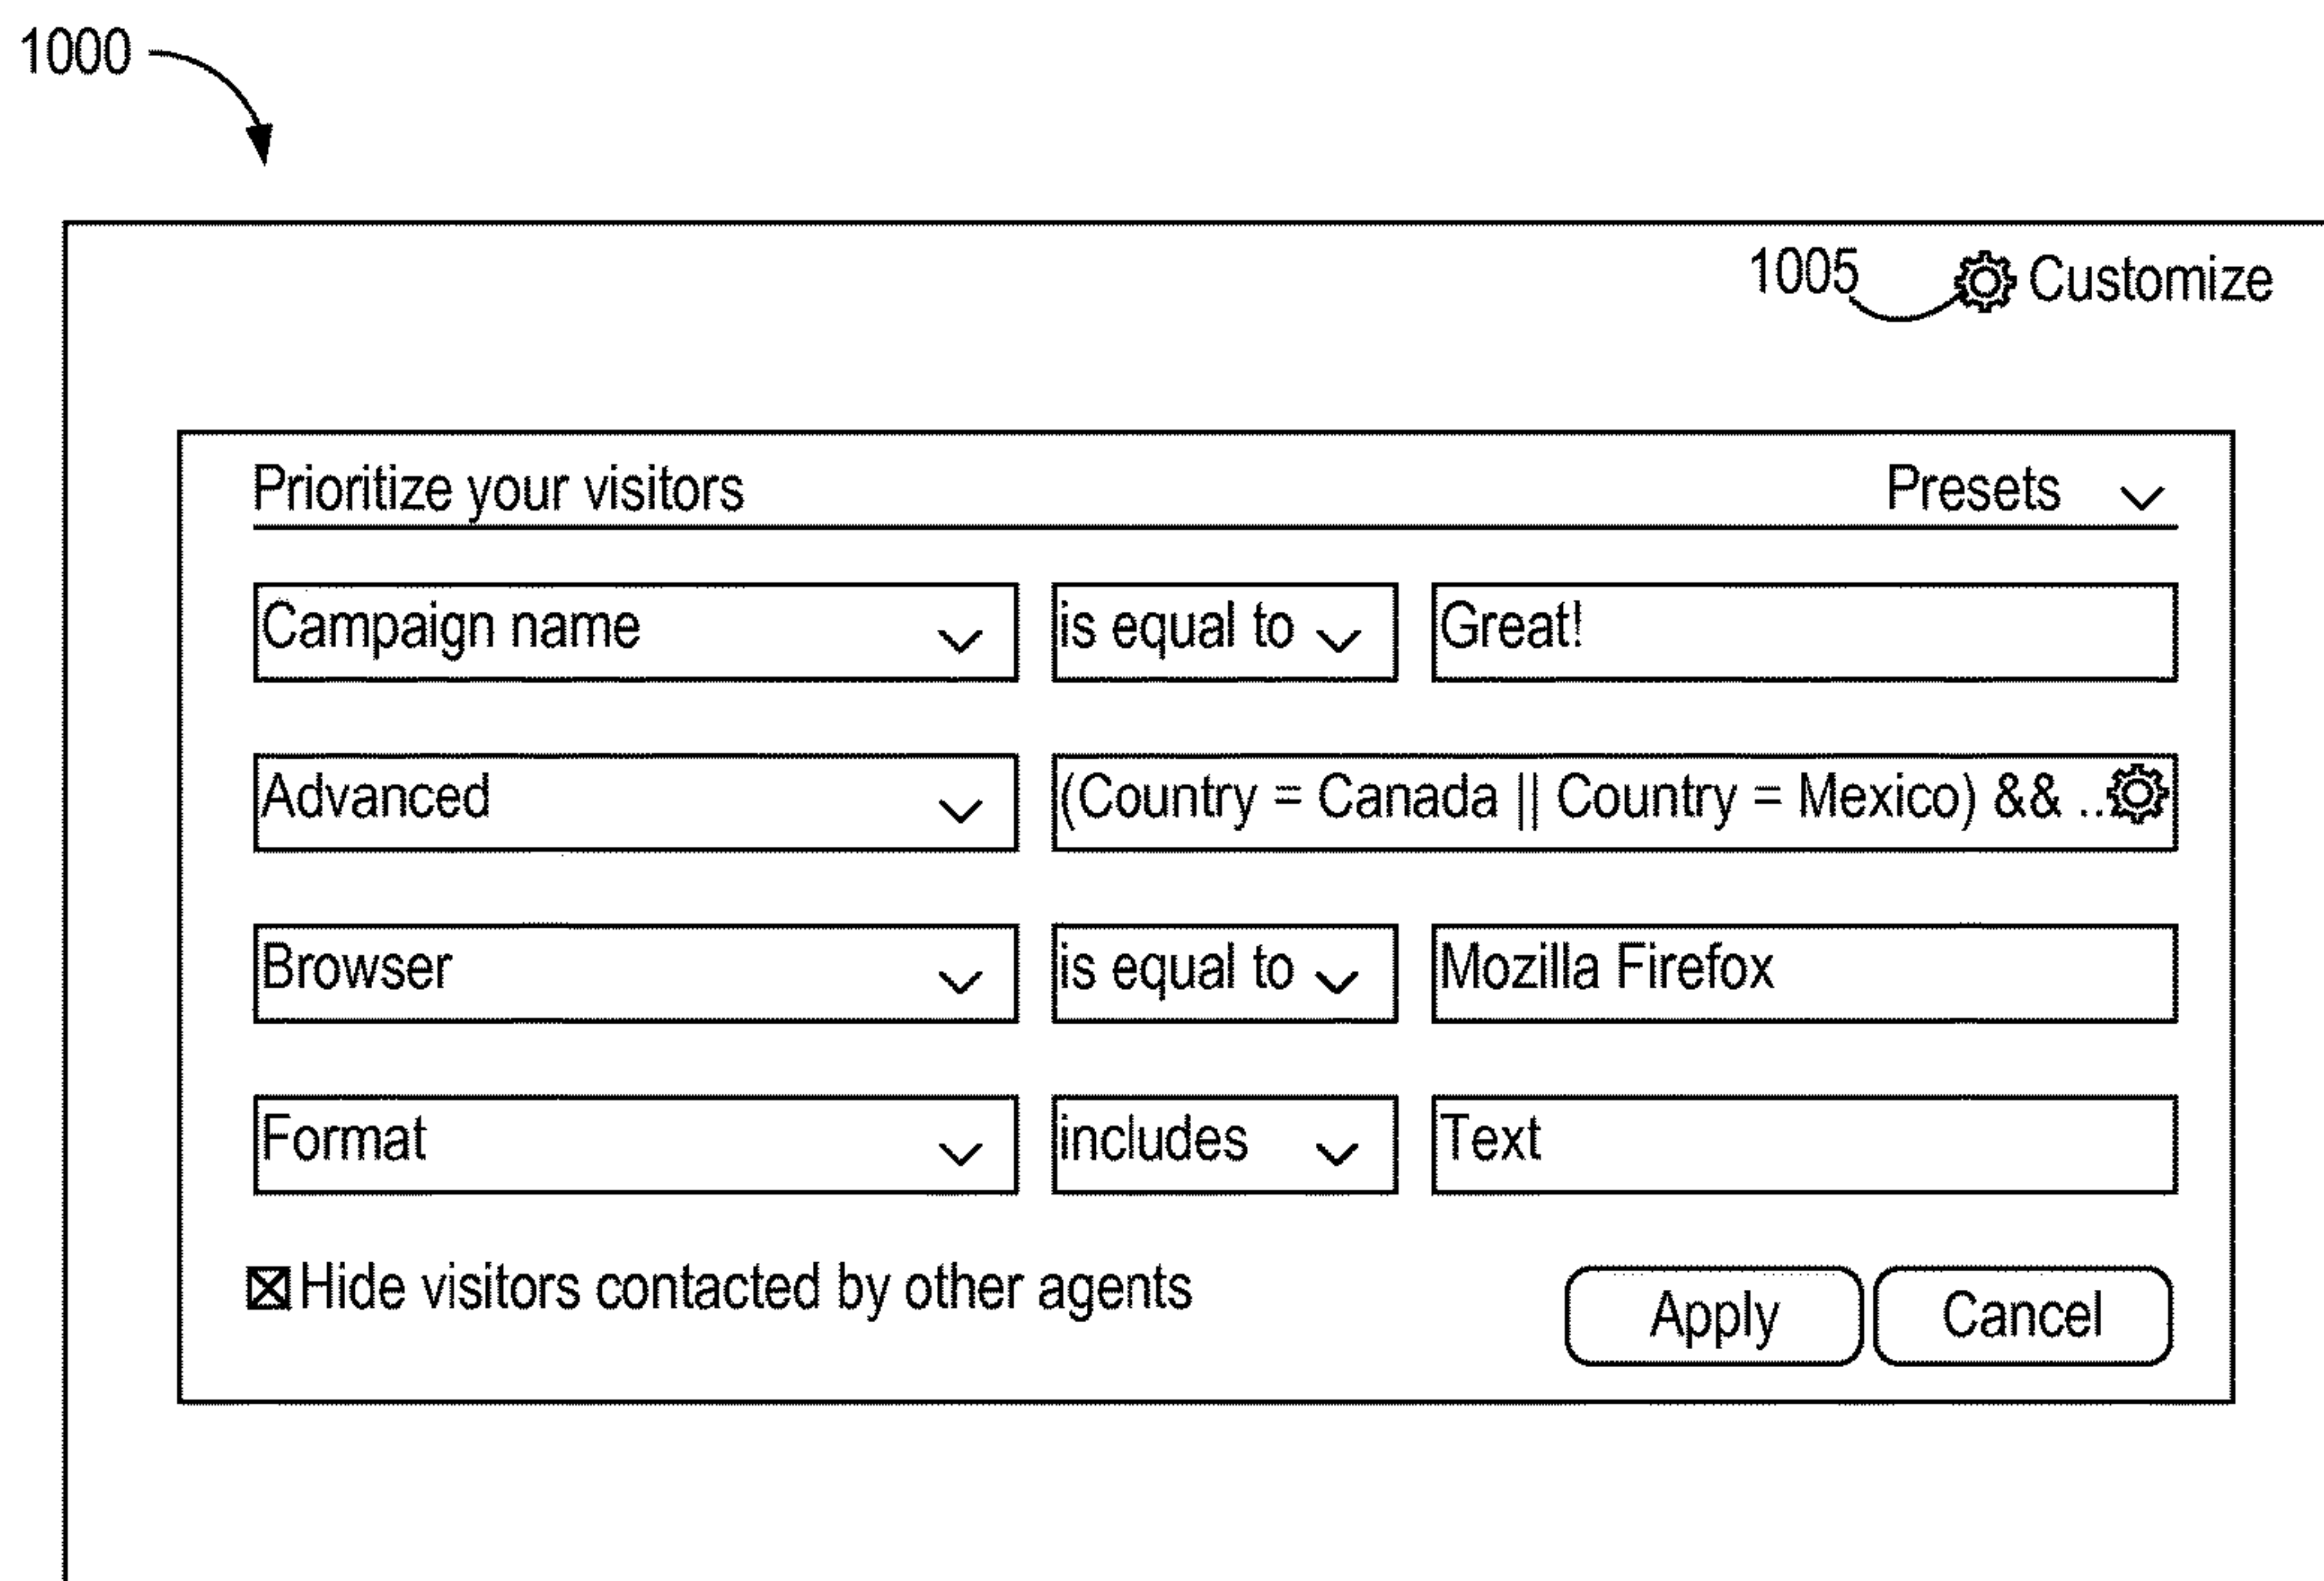 1000
1005 Customize
Prioritize your visitors Presets
Campaign name is equal to Great!
Advanced (Country = Canada || Country = Mexico) && ..
Browser is equal to Mozilla Firefox
Format includes Text
Hide visitors contacted by other agents Apply Cancel